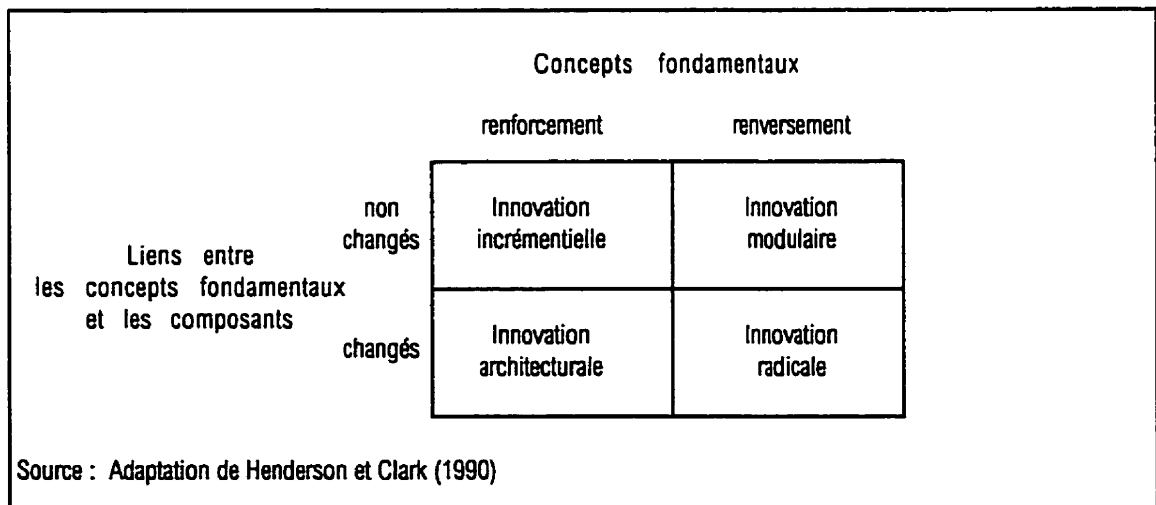 Concepts fondamentaux
renforcement renversement
non
changés
Innovation
incrémentielle
Innovation
modulaire
Liens entre
les concepts fondamentaux
et les composants
changés
Innovation
architecturale
Innovation
radicale
Source : Adaptation de Henderson et Clark (1990)